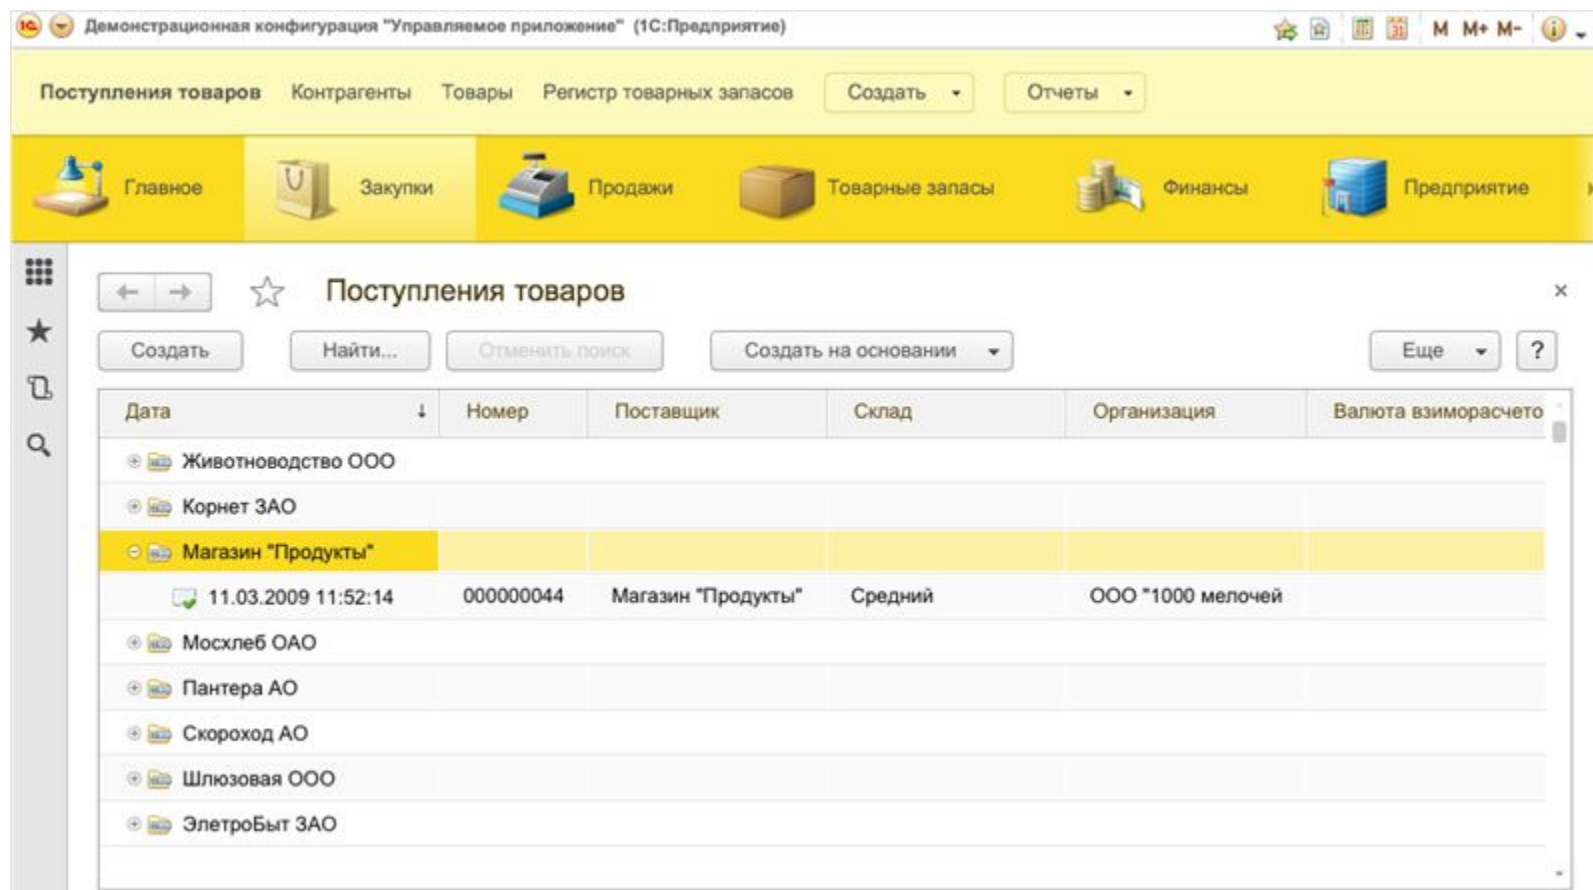 1С Демонстрационная конфигурация "Управляемое приложение" (1С:Предприятие) 31 M M+ M-
Поступления товаров Контрагенты Товары Регистр товарных запасов Создать Отчеты
Главное Закупки Продажи Товарные запасы Финансы Предприятие
Поступления товаров ×
Создать Найти... Отменить поиск Создать на основании Еще ?
Дата ↓ Номер Поставщик Склад Организация Валюта взиморасчето
Животноводство ООО
Корнет ЗАО
Магазин "Продукты"
11.03.2009 11:52:14 000000044 Магазин "Продукты" Средний ООО "1000 мелочей
Мосхлеб ОАО
Пантера АО
Скороход АО
Шлюзовая ООО
ЭлетроБыт ЗАО